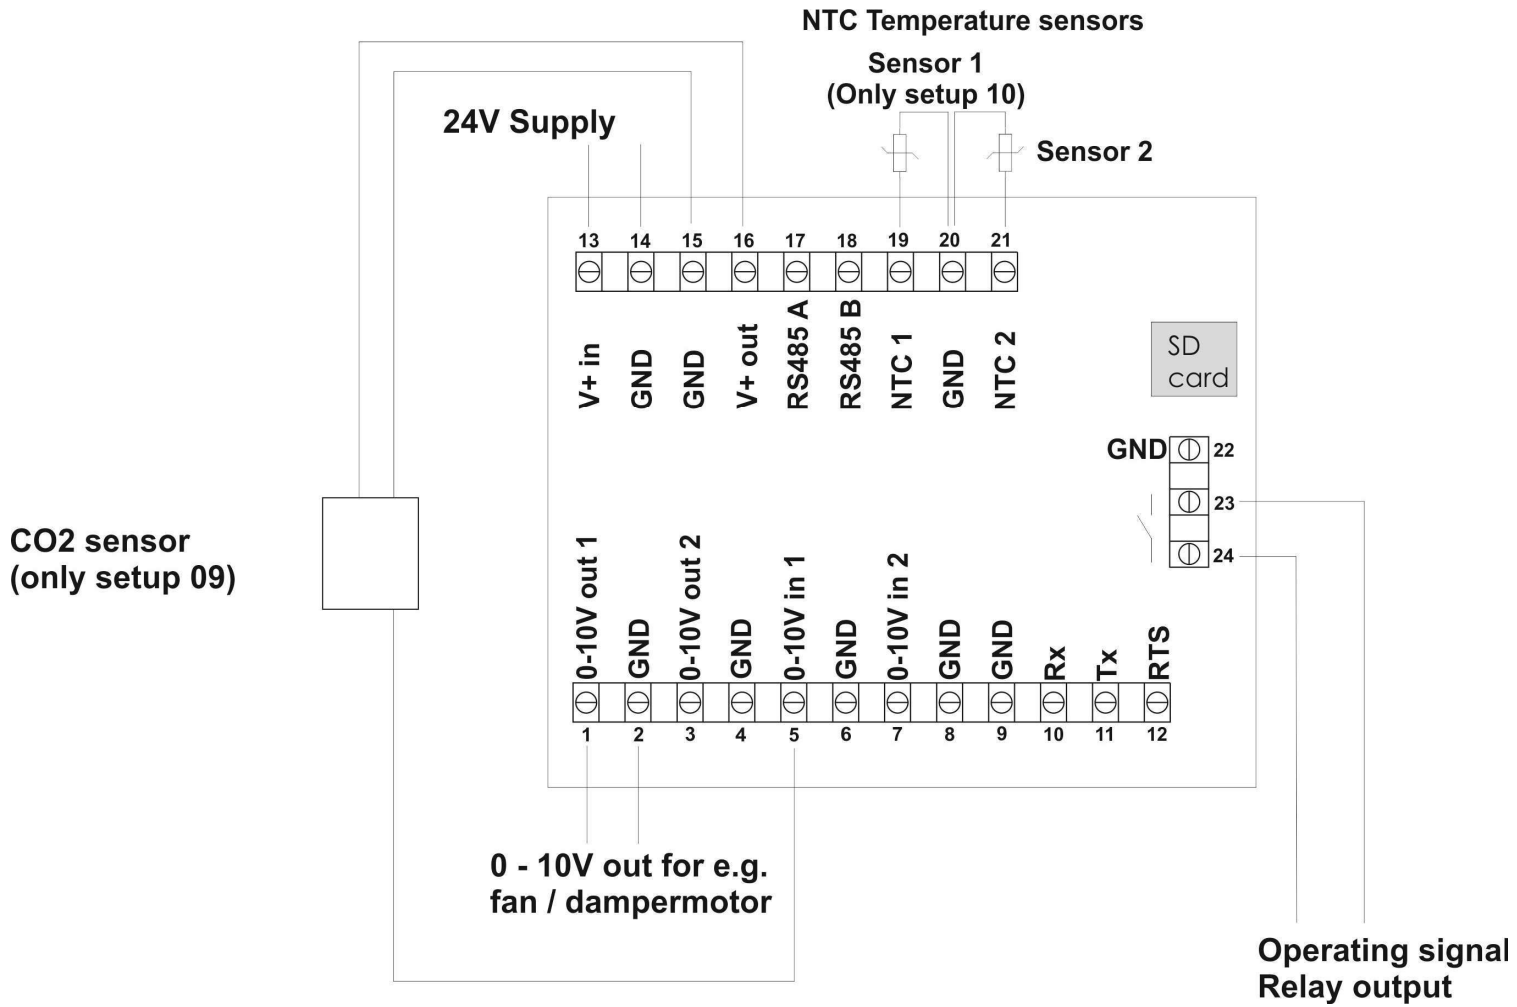 NTC Temperature sensors
Sensor 1
(Only setup 10)
24V Supply
Sensor 2
13 14 15 16 17 18 19 20 21
V+ in
GND
GND
V+ out
RS485 A
RS485 B
NTC 1
GND
NTC 2
SD
card
GND 22
23
24
CO2 sensor
(only setup 09)
0-10V out 1
GND
0-10V out 2
GND
0-10V in 1
GND
0-10V in 2
GND
GND
Rx
Tx
RTS
1 2 3 4 5 6 7 8 9 10 11 12
0 - 10V out for e.g.
fan / dampermotor
Operating signal
Relay output